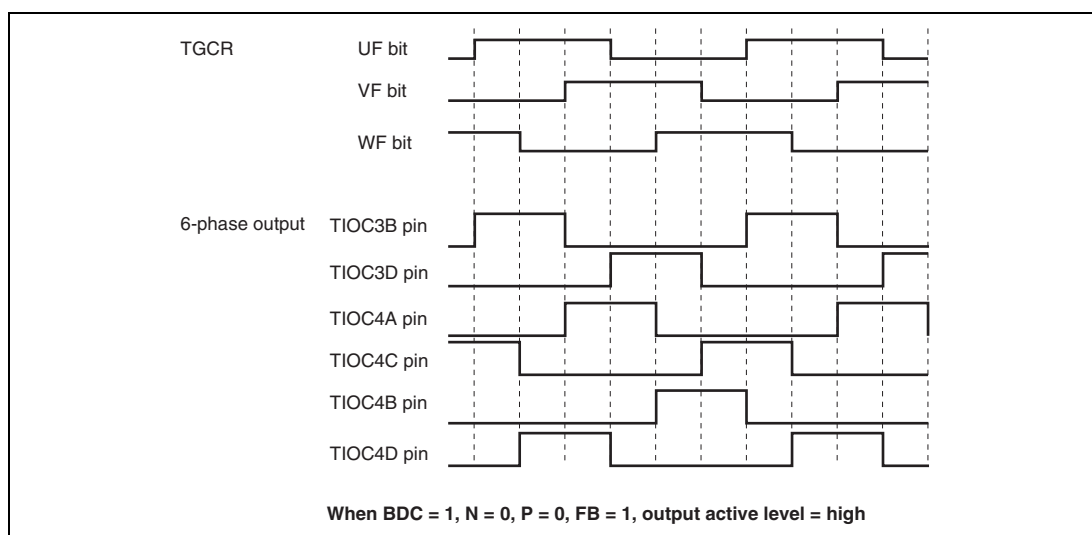 TGCR UF bit
VF bit
WF bit
6-phase output TIOC3B pin
TIOC3D pin
TIOC4A pin
TIOC4C pin
TIOC4B pin
TIOC4D pin
When BDC = 1, N = 0, P = 0, FB = 1, output active level = high